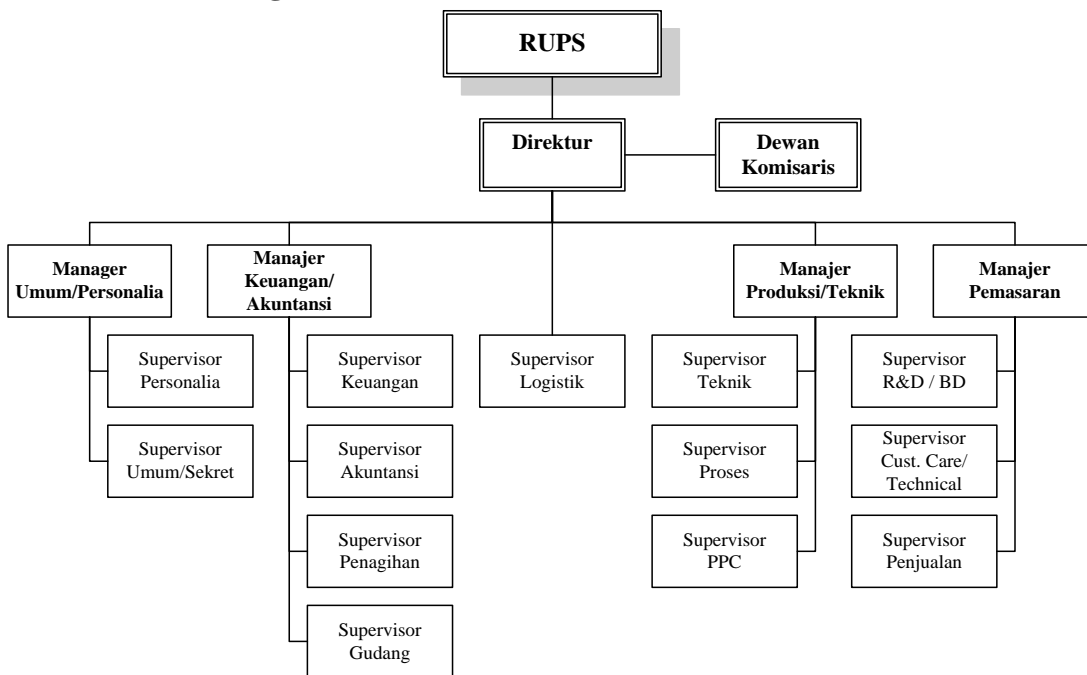 RUPS
Direktur
Dewan
Komisaris
Manager
Umum/Personalia
Manajer
Keuangan/
Akuntansi
Manajer
Produksi/Teknik
Manajer
Pemasaran
Supervisor
Personalia
Supervisor
Keuangan
Supervisor
Logistik
Supervisor
Teknik
Supervisor
R&D / BD
Supervisor
Umum/Sekret
Supervisor
Akuntansi
Supervisor
Proses
Supervisor
Cust. Care/
Technical
Supervisor
Penagihan
Supervisor
PPC
Supervisor
Penjualan
Supervisor
Gudang